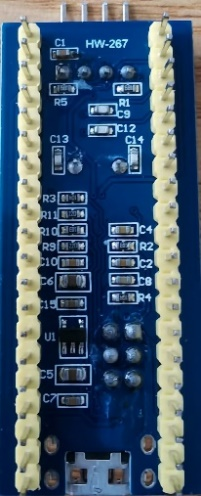 C1 HW-267
R5 R1
C9
C12
C13 C14
R3
R11
R10 C4
R9 R2
C10 C2
C6 C8
C15 R4
U1
C5
C7